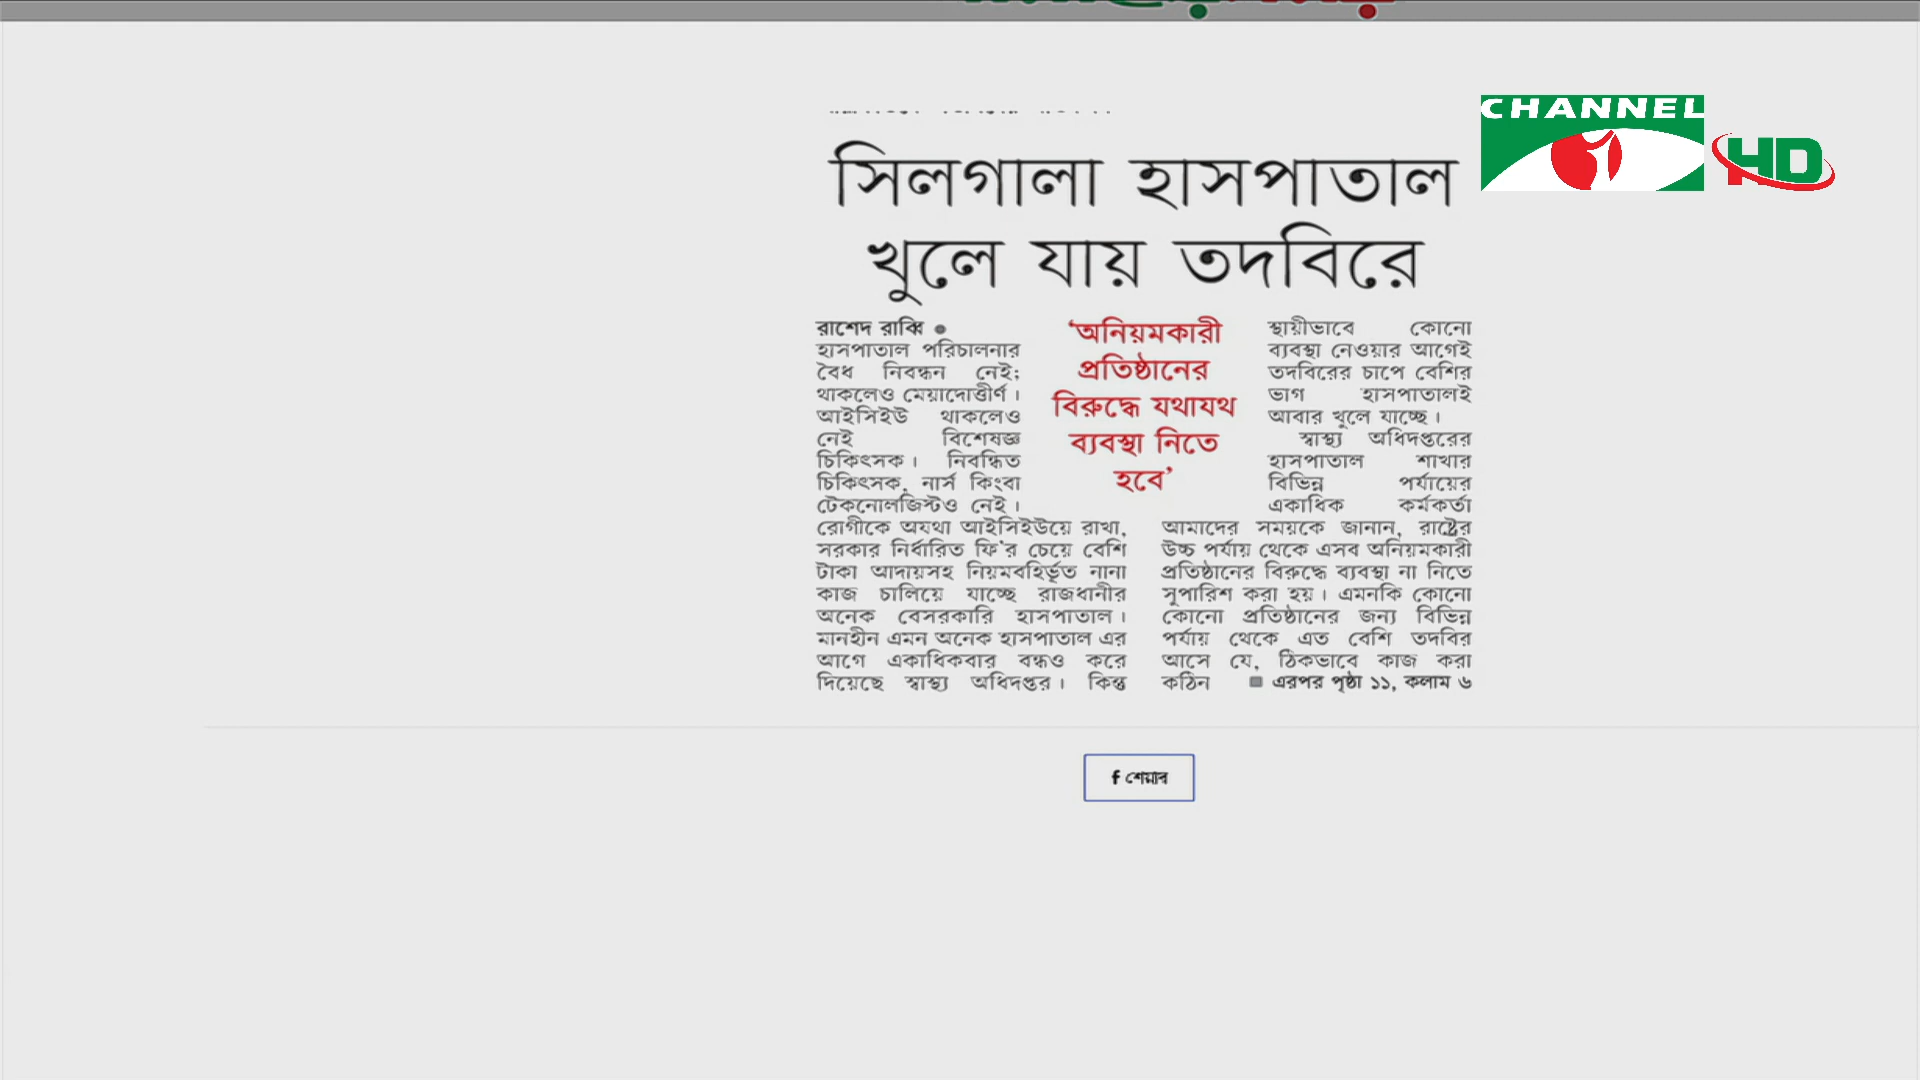 CHANNEL
i
HD
সিলগালা হাসপাতাল
খুলে যায় তদবিরে
রাশেদ রাব্বি ●
হাসপাতাল পরিচালনার
বৈধ নিবন্ধন নেই;
থাকলেও মেয়াদোত্তীর্ণ।
আইসিইউ থাকলেও
নেই বিশেষজ্ঞ
চিকিৎসক। নিবন্ধিত
চিকিৎসক, নার্স কিংবা
টেকনোলজিস্টও নেই।
রোগীকে অযথা আইসিইউয়ে রাখা,
সরকার নির্ধারিত ফি'র চেয়ে বেশি
টাকা আদায়সহ নিয়মবহির্ভূত নানা
কাজ চালিয়ে যাচ্ছে রাজধানীর
অনেক বেসরকারি হাসপাতাল।
মানহীন এমন অনেক হাসপাতাল এর
আগে একাধিকবার বন্ধও করে
দিয়েছে স্বাস্থ্য অধিদপ্তর। কিন্তু
‘অনিয়মকারী
প্রতিষ্ঠানের
বিরুদ্ধে যথাযথ
ব্যবস্থা নিতে
হবে’
স্থায়ীভাবে কোনো
ব্যবস্থা নেওয়ার আগেই
তদবিরের চাপে বেশির
ভাগ হাসপাতালই
আবার খুলে যাচ্ছে।
স্বাস্থ্য অধিদপ্তরের
হাসপাতাল শাখার
বিভিন্ন পর্যায়ের
একাধিক কর্মকর্তা
আমাদের সময়কে জানান, রাষ্ট্রের
উচ্চ পর্যায় থেকে এসব অনিয়মকারী
প্রতিষ্ঠানের বিরুদ্ধে ব্যবস্থা না নিতে
সুপারিশ করা হয়। এমনকি কোনো
কোনো প্রতিষ্ঠানের জন্য বিভিন্ন
পর্যায় থেকে এত বেশি তদবির
আসে যে, ঠিকভাবে কাজ করা
কঠিন ■ এরপর পৃষ্ঠা ১১, কলাম ৬
f শেয়ার